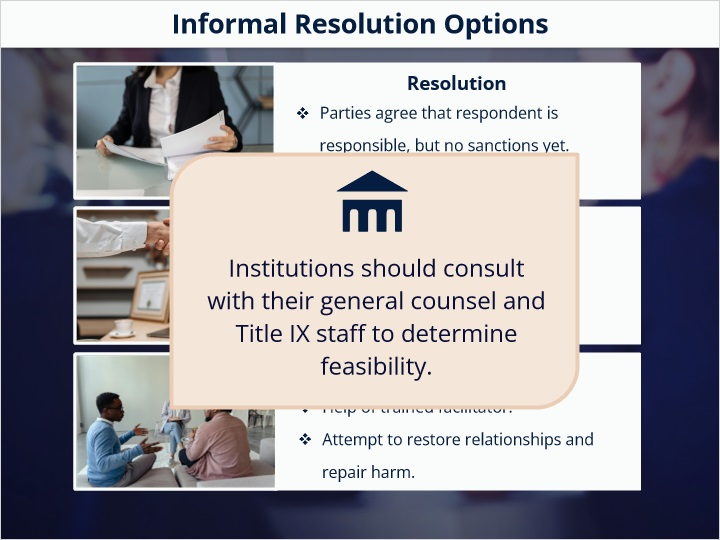 Informal Resolution Options
Resolution
❖ Parties agree that respondent is
responsible, but no sanctions yet.
Institutions should consult
with their general counsel and
Title IX staff to determine
feasibility.
❖ Help of trained facilitator.
❖ Attempt to restore relationships and
repair harm.